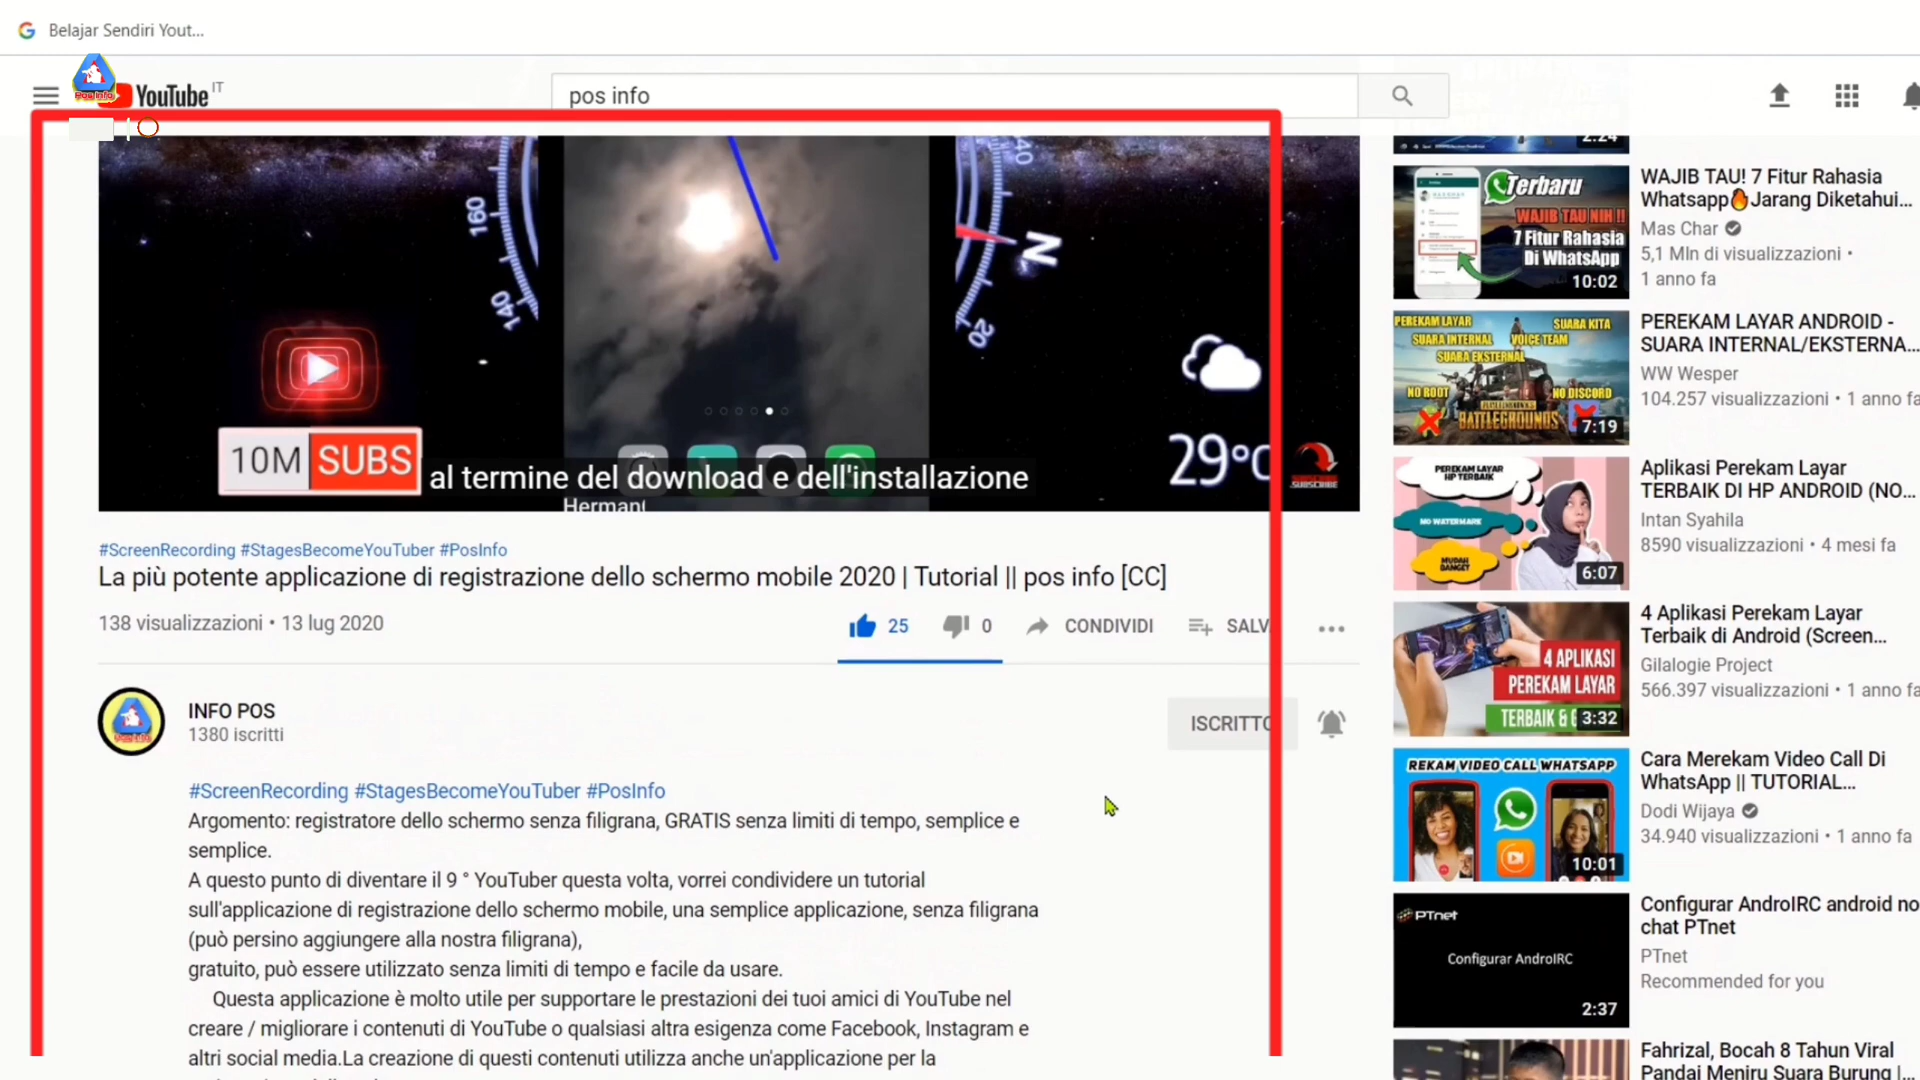 Belajar Sendiri Yout...
YouTube IT
pos info
160
140
N
20
29°C
10M SUBS
al termine del download e dell'installazione
#ScreenRecording #StagesBecomeYouTuber #PosInfo
La più potente applicazione di registrazione dello schermo mobile 2020 | Tutorial || pos info [CC]
138 visualizzazioni • 13 lug 2020
25
0
CONDIVIDI
INFO POS
1380 iscritti
ISCRITTO
#ScreenRecording #StagesBecomeYouTuber #PosInfo
Argomento: registratore dello schermo senza filigrana, GRATIS senza limiti di tempo, semplice e
semplice.
A questo punto di diventare il 9 ° YouTuber questa volta, vorrei condividere un tutorial
sull'applicazione di registrazione dello schermo mobile, una semplice applicazione, senza filigrana
(può persino aggiungere alla nostra filigrana),
gratuito, può essere utilizzato senza limiti di tempo e facile da usare.
Questa applicazione è molto utile per supportare le prestazioni dei tuoi amici di YouTube nel
creare / migliorare i contenuti di YouTube o qualsiasi altra esigenza come Facebook, Instagram e
altri social media.La creazione di questi contenuti utilizza anche un'applicazione per la
2:24
Terbaru
WAJIB TAU NIH !!
7 Fitur Rahasia
Di WhatsApp
10:02
WAJIB TAU! 7 Fitur Rahasia
Whatsapp🔥Jarang Diketahui...
Mas Char
5,1 Mln di visualizzazioni •
1 anno fa
PEREKAM LAYAR
SUARA KITA
SUARA INTERNAL
VOICE TEAM
SUARA EKSTERNAL
NO ROOT
NO DISCORD
BATTLEGROUNDS
7:19
PEREKAM LAYAR ANDROID -
SUARA INTERNAL/EKSTERNA...
WW Wesper
104.257 visualizzazioni • 1 anno fa
PEREKAM LAYAR
HP TERBAIK
NO WATERMARK
MUDAH
BANGET
6:07
Aplikasi Perekam Layar
TERBAIK DI HP ANDROID (NO...
Intan Syahila
8590 visualizzazioni • 4 mesi fa
4 APLIKASI
PEREKAM LAYAR
TERBAIK &
3:32
4 Aplikasi Perekam Layar
Terbaik di Android (Screen...
Gilalogie Project
566.397 visualizzazioni • 1 anno fa
REKAM VIDEO CALL WHATSAPP
10:01
Cara Merekam Video Call Di
WhatsApp || TUTORIAL...
Dodi Wijaya
34.940 visualizzazioni • 1 anno fa
PTnet
Configurar AndroIRC
2:37
Configurar AndroIRC android no
chat PTnet
PTnet
Recommended for you
Fahrizal, Bocah 8 Tahun Viral
Pandai Meniru Suara Burung |...